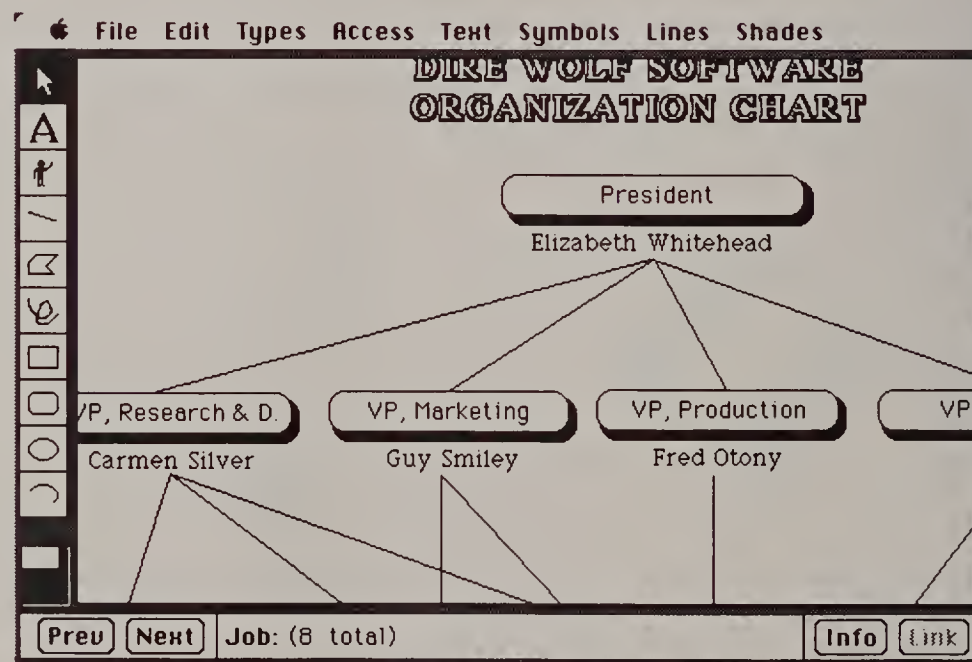 File Edit Types Access Text Symbols Lines Shades
DIRE WOLF SOFTWARE
ORGANIZATION CHART
A
President
Elizabeth Whitehead
VP, Research & D.
VP, Marketing
VP, Production
VP
Carmen Silver
Guy Smiley
Fred Otony
Prev Next Job: (8 total) Info Link